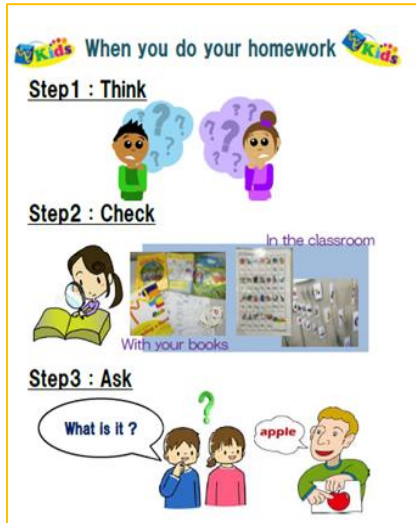 Kids When you do your homework Kids
Step1 : Think
? ? ? ? ? ? ? ?
Step2 : Check
In the classroom
With your books
Step3 : Ask
?
What is it ?
apple